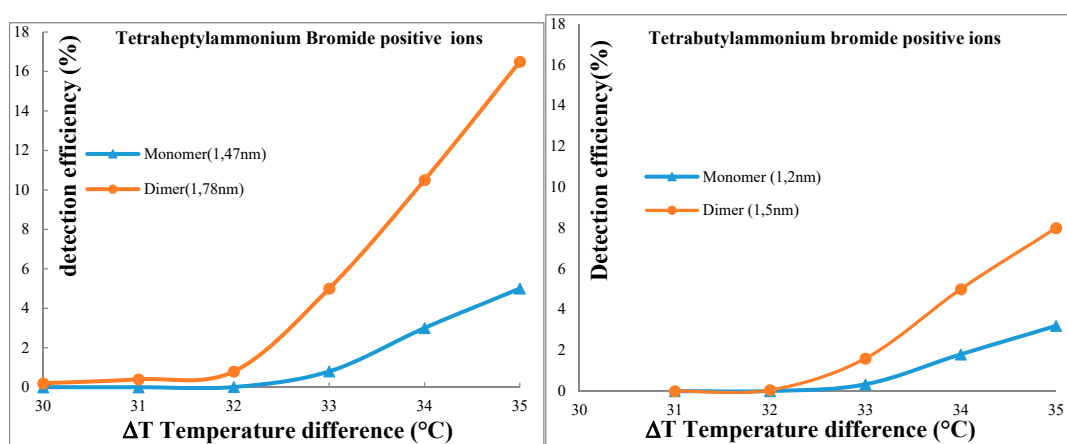 Tetraheptylammonium Bromide positive ions
detection efficiency (%)
18
16
14
12
10
8
6
4
2
0
Monomer(1,47nm)
Dimer(1,78nm)
30 31 32 33 34 35
ΔT Temperature difference (°C)
Tetrabutylammonium bromide positive ions
Detection efficiency(%)
18
16
14
12
10
8
6
4
2
0
Monomer (1,2nm)
Dimer (1,5nm)
30 31 32 33 34 35
ΔT Temperature difference (°C)